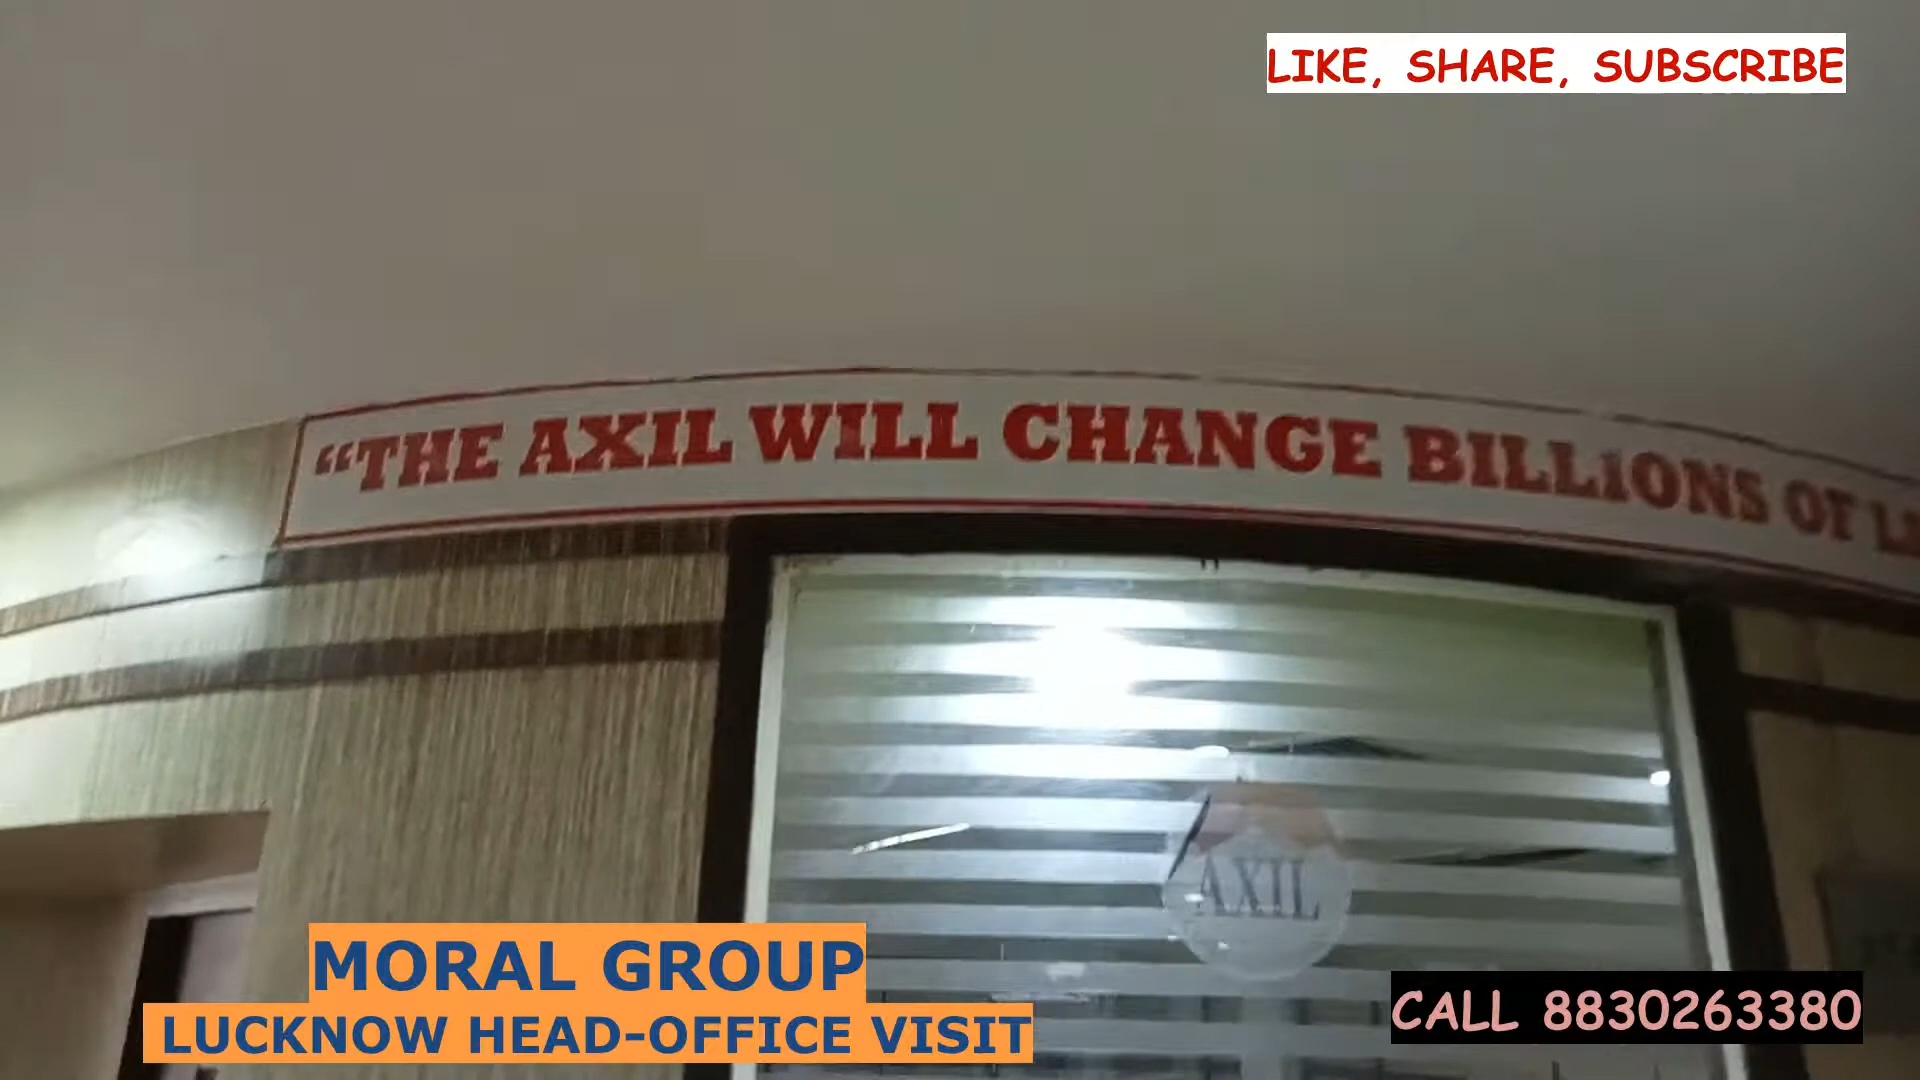 LIKE, SHARE, SUBSCRIBE
“THE AXIL WILL CHANGE BILLIONS OF
AXIL
MORAL GROUP
LUCKNOW HEAD-OFFICE VISIT
CALL 8830263380